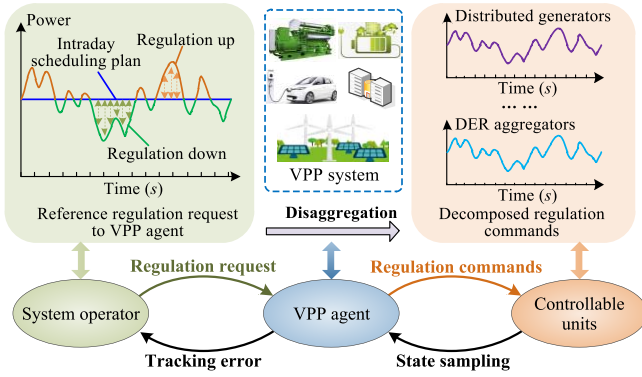 Power
Intraday
scheduling plan
Regulation up
Regulation down
Time (s)
Reference regulation request
to VPP agent
VPP system
Disaggregation
Distributed generators
Time (s)
... ...
DER aggregators
Time (s)
Decomposed regulation
commands
Regulation request
Regulation commands
System operator
VPP agent
Controllable
units
Tracking error
State sampling